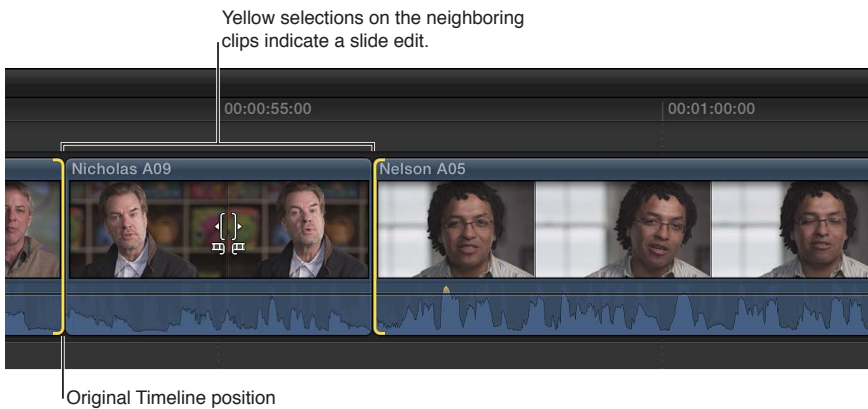 Yellow selections on the neighboring
clips indicate a slide edit.
00:00:55:00
00:01:00:00
Nicholas A09
Nelson A05
Original Timeline position